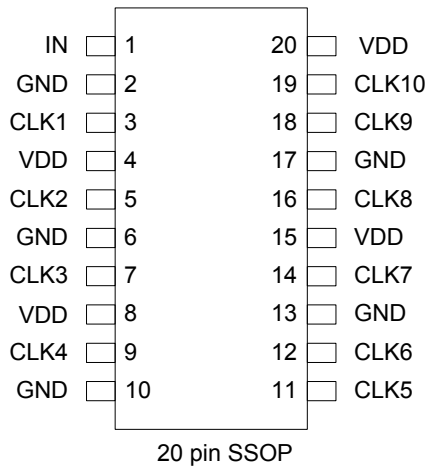 IN 1 20 VDD
GND 2 19 CLK10
CLK1 3 18 CLK9
VDD 4 17 GND
CLK2 5 16 CLK8
GND 6 15 VDD
CLK3 7 14 CLK7
VDD 8 13 GND
CLK4 9 12 CLK6
GND 10 11 CLK5
20 pin SSOP